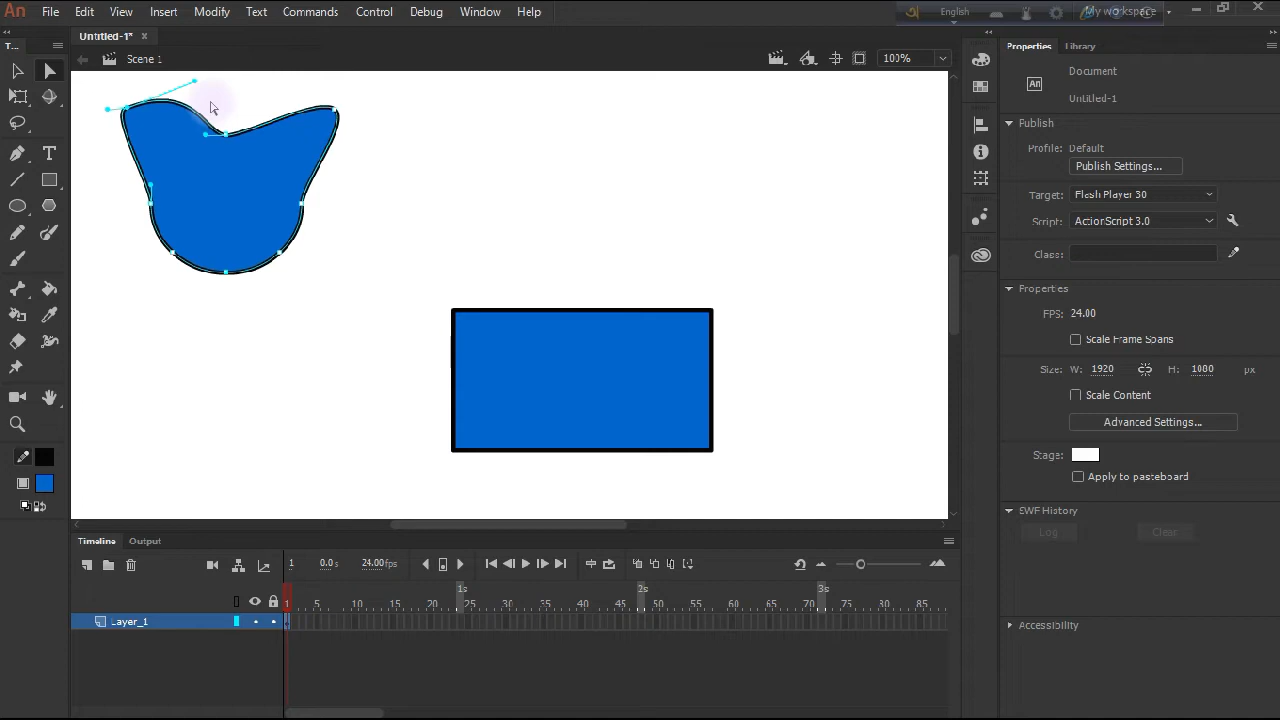 An File Edit View Insert Modify Text Commands Control Debug Window Help English My workspace
T... Untitled-1* Properties Library
Scene 1 100%
Document
Untitled-1
Publish
Profile: Default
Publish Settings...
Target: Flash Player 30
Script: ActionScript 3.0
Class:
Properties
FPS: 24.00
Scale Frame Spans
Size: W: 1920 H: 1080 px
Scale Content
Advanced Settings...
Stage:
Apply to pasteboard
SWF History
Log Clear
Accessibility
Timeline Output
1 0.0s 24.00fps
1s 2s 3s
1 5 10 15 20 25 30 35 40 45 50 55 60 65 70 75 80 85
Layer_1